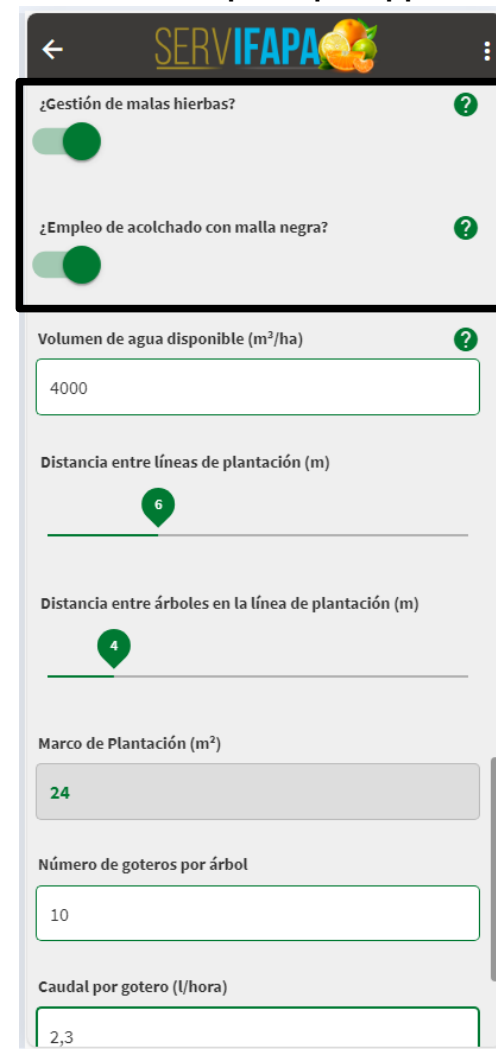 SERVIFAPA
¿Gestión de malas hierbas?
?
¿Empleo de acolchado con malla negra?
?
Volumen de agua disponible (m³/ha)
?
4000
Distancia entre líneas de plantación (m)
6
Distancia entre árboles en la línea de plantación (m)
4
Marco de Plantación (m²)
24
Número de goteros por árbol
10
Caudal por gotero (l/hora)
2,3